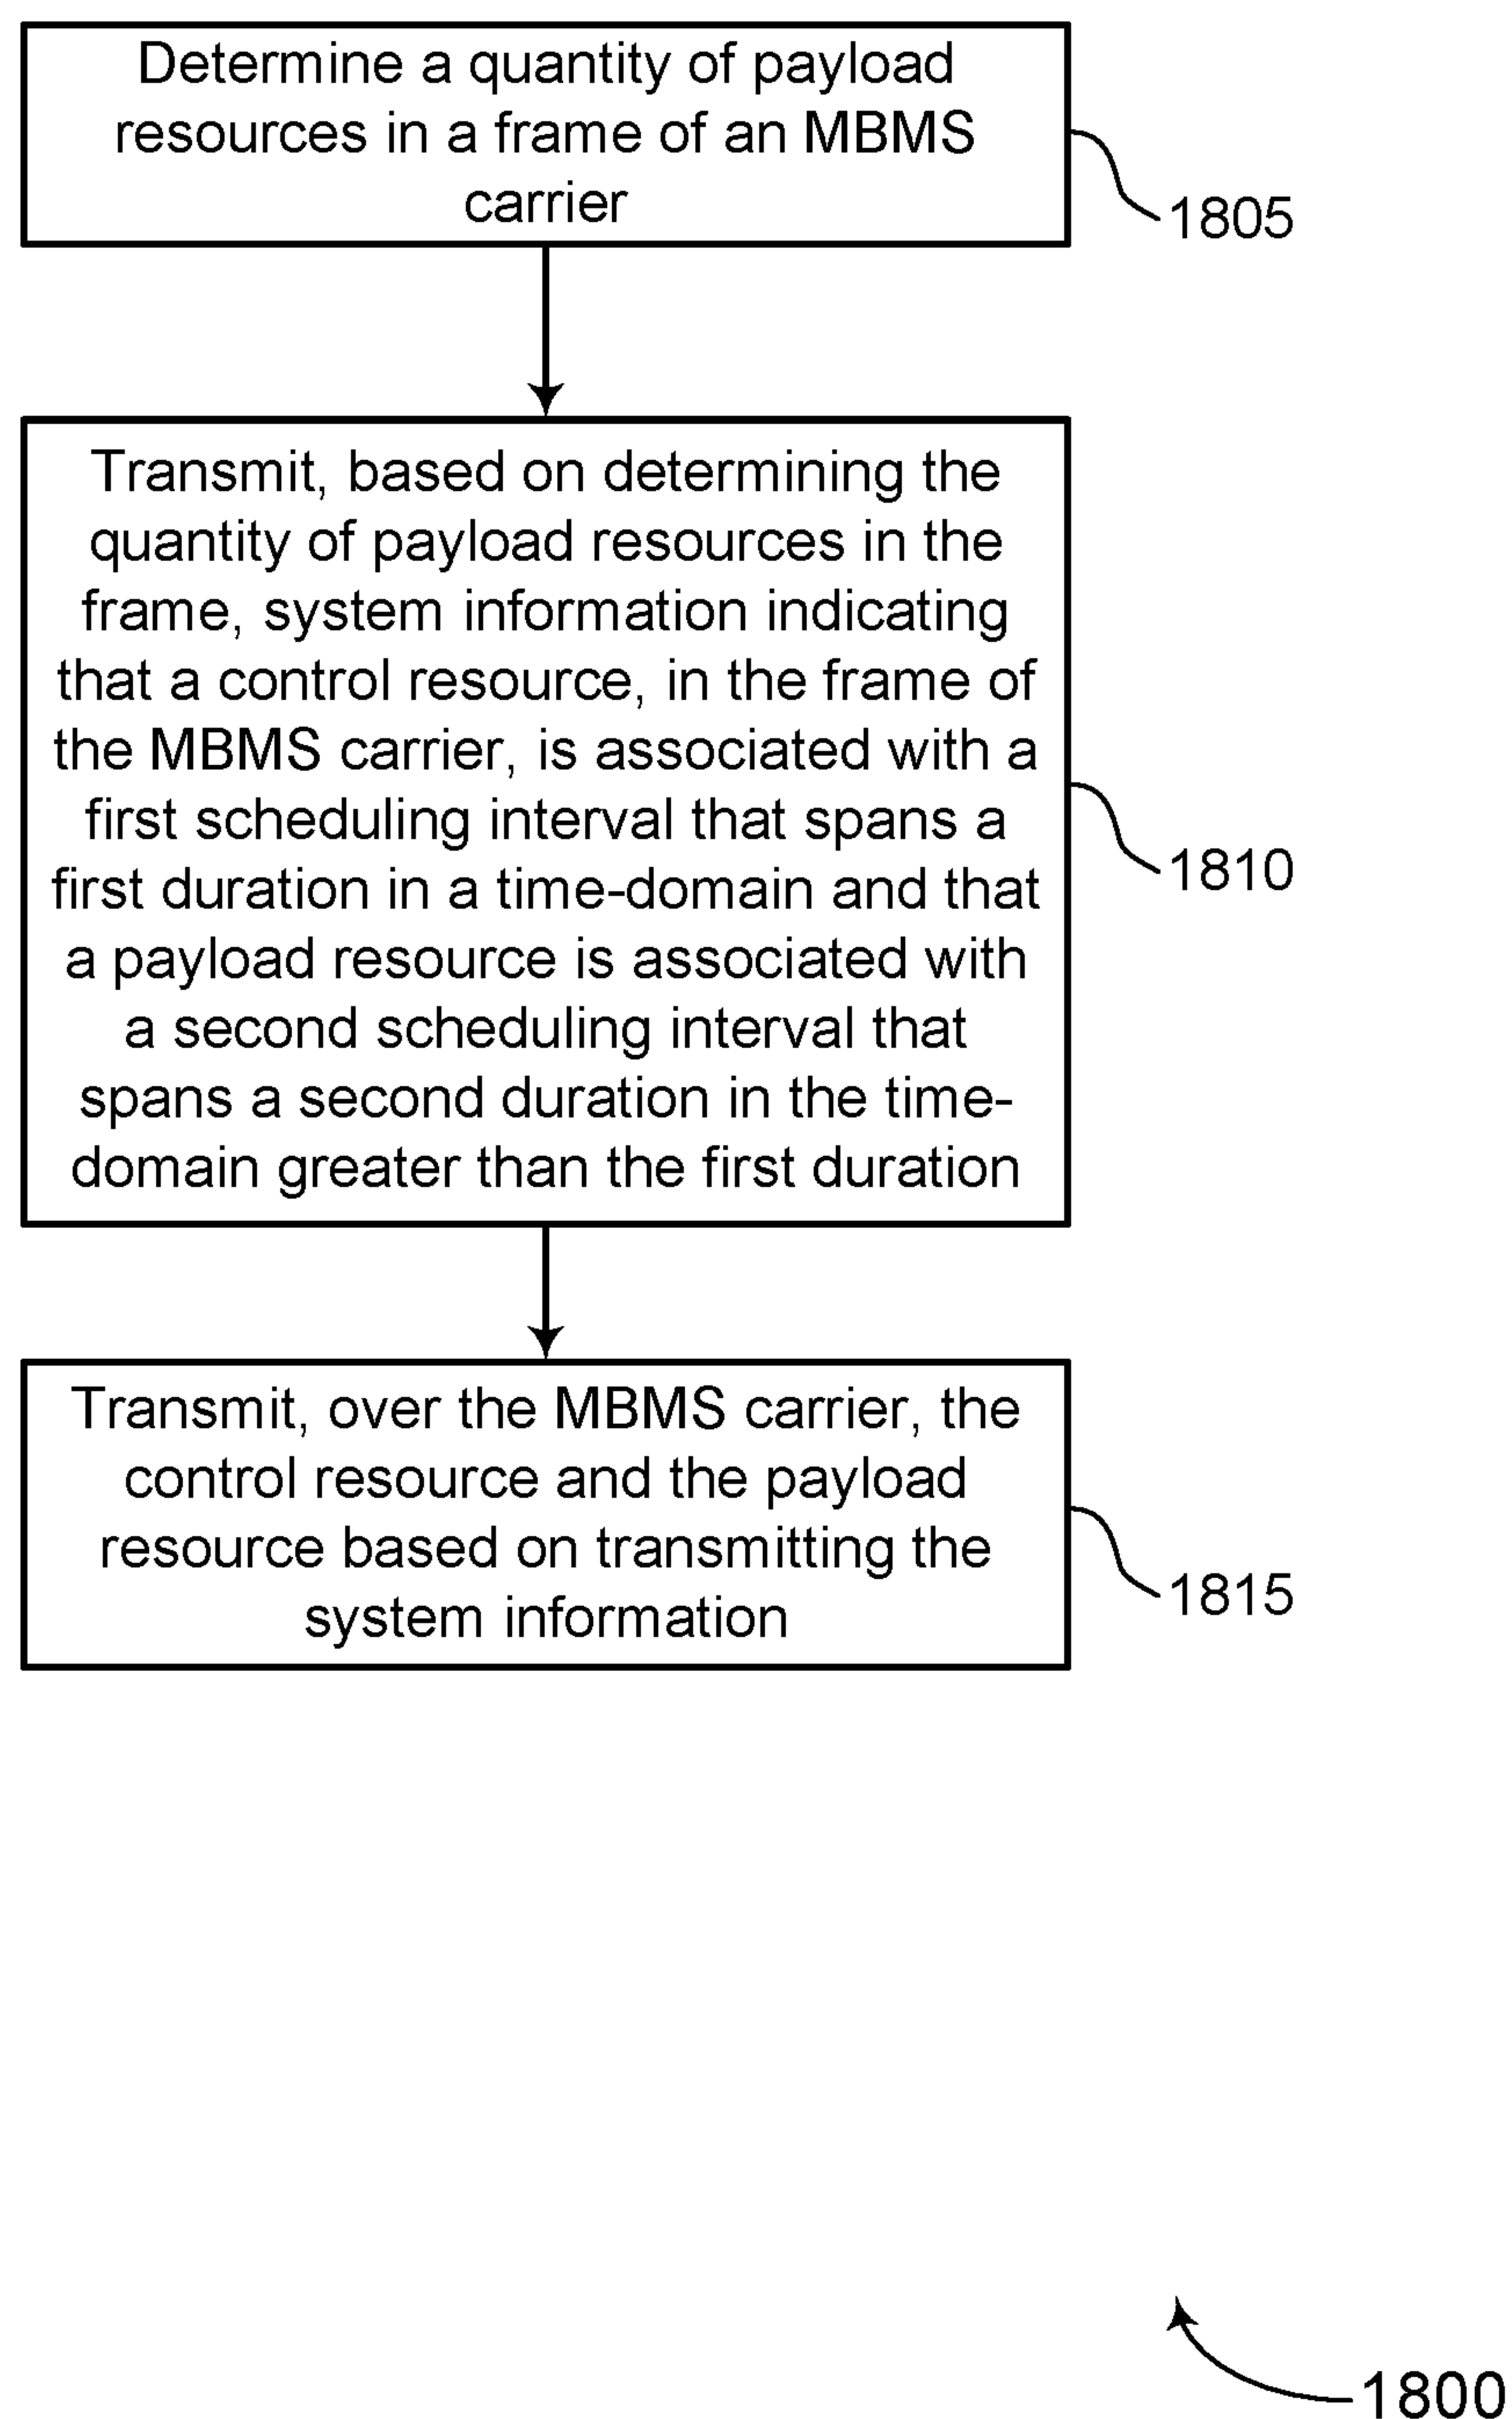 Determine a quantity of payload
resources in a frame of an MBMS
carrier
1805
Transmit, based on determining the
quantity of payload resources in the
frame, system information indicating
that a control resource, in the frame of
the MBMS carrier, is associated with a
first scheduling interval that spans a
first duration in a time-domain and that
a payload resource is associated with
a second scheduling interval that
spans a second duration in the time-
domain greater than the first duration
1810
Transmit, over the MBMS carrier, the
control resource and the payload
resource based on transmitting the
system information
1815
1800